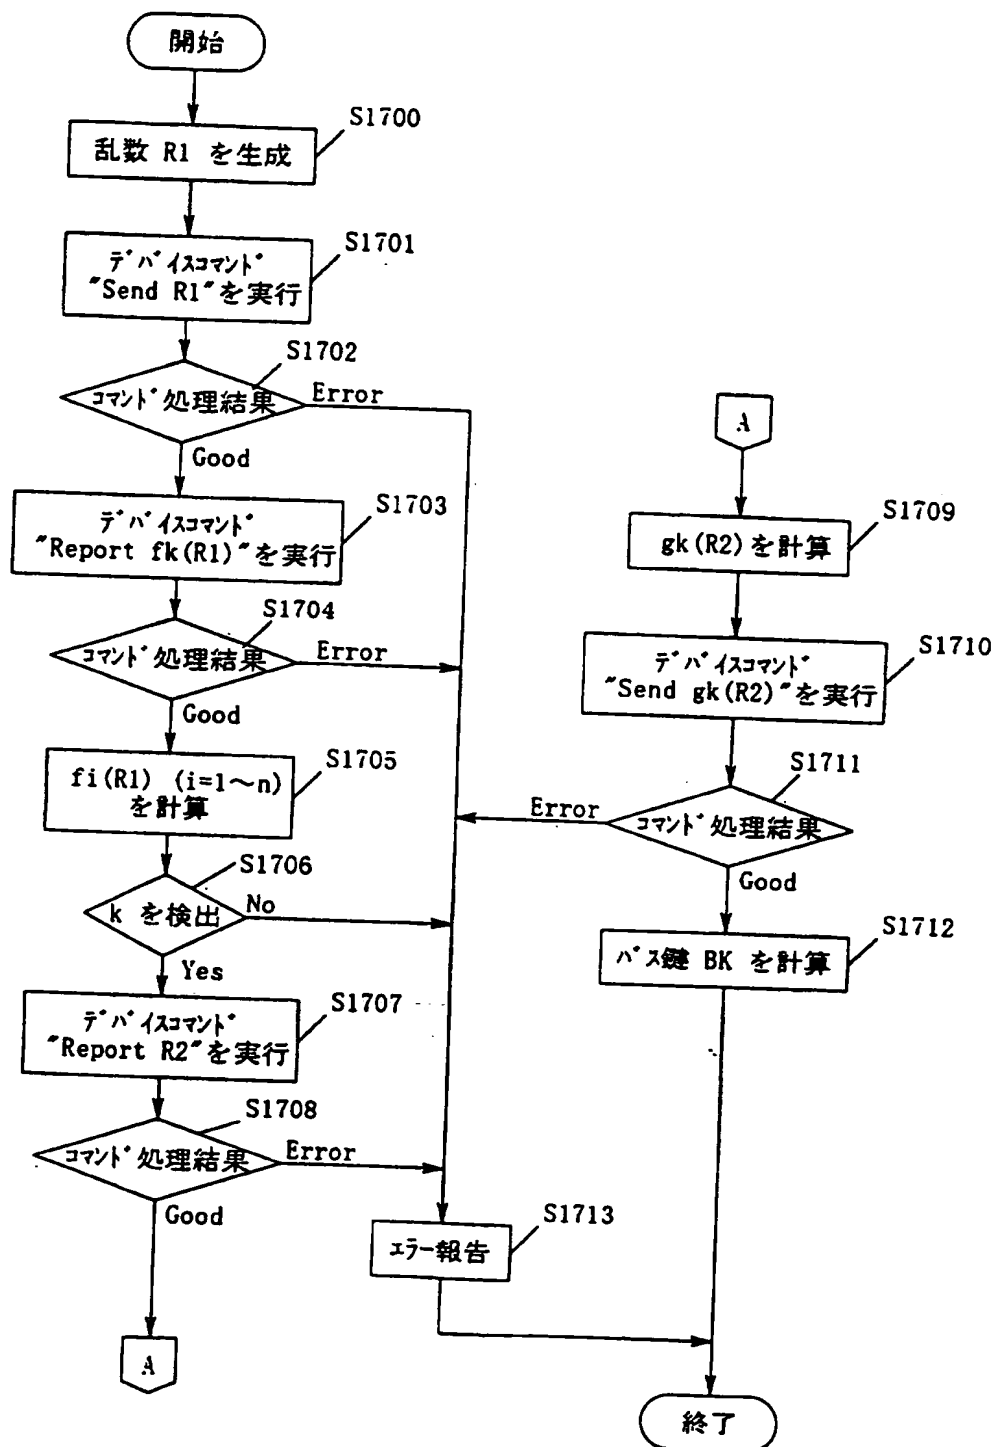 開始
S1700
乱数 R1 を生成
S1701
デバイスコマンド
"Send R1"を実行
S1702
コマンド処理結果
Error
Good
S1703
デバイスコマンド
"Report fk(R1)"を実行
S1704
コマンド処理結果
Error
Good
S1705
fi(R1) (i=1〜n)
を計算
S1706
k を検出
No
Yes
S1707
デバイスコマンド
"Report R2"を実行
S1708
コマンド処理結果
Error
Good
A
A
S1709
gk(R2)を計算
S1710
デバイスコマンド
"Send gk(R2)"を実行
S1711
Error
コマンド処理結果
Good
S1712
バス鍵 BK を計算
S1713
エラー報告
終了